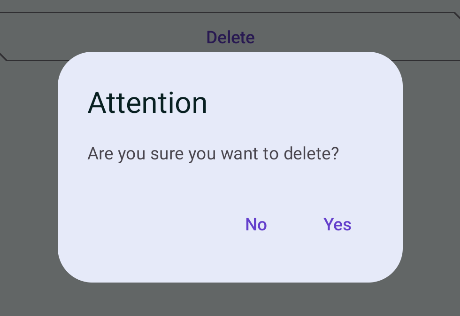 Delete
Attention
Are you sure you want to delete?
No Yes